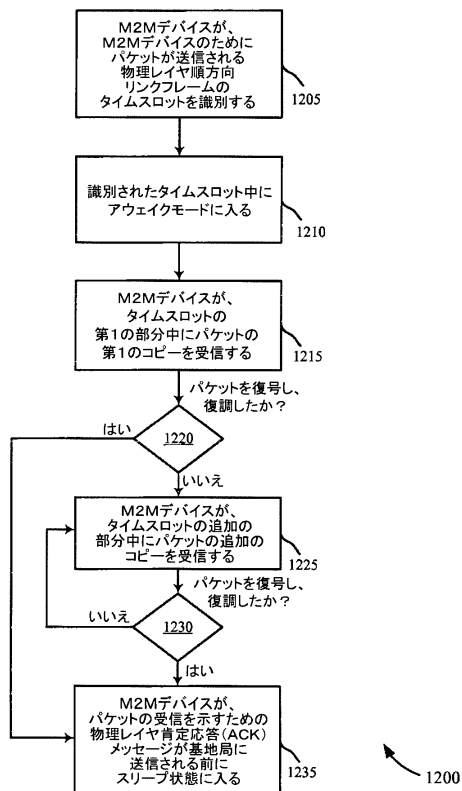 M2Mデバイスが、
M2Mデバイスのために
パケットが送信される
物理レイヤ順方向
リンクフレームの
タイムスロットを識別する
1205
識別されたタイムスロット中に
アウェイクモードに入る
1210
M2Mデバイスが、
タイムスロットの
第1の部分中にパケットの
第1のコピーを受信する
1215
パケットを復号し、
復調したか?
はい
1220
いいえ
M2Mデバイスが、
タイムスロットの追加の
部分中にパケットの追加の
コピーを受信する
1225
パケットを復号し、
復調したか?
いいえ
1230
はい
M2Mデバイスが、
パケットの受信を示すための
物理レイヤ肯定応答(ACK)
メッセージが基地局に
送信される前に
スリープ状態に入る
1235
1200